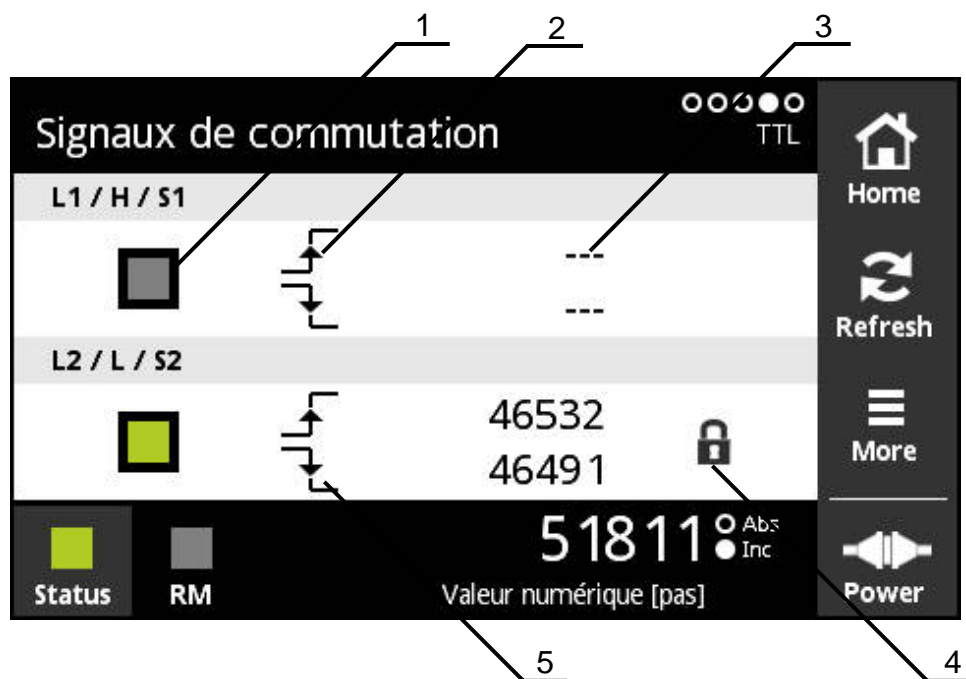 1 2 3
Signaux de commutation
TTL
Home
L1 / H / S1
---
---
Refresh
L2 / L / S2
46532
46491
More
51811
Abs
Inc
Valeur numérique [pas]
Status
RM
Power
5 4